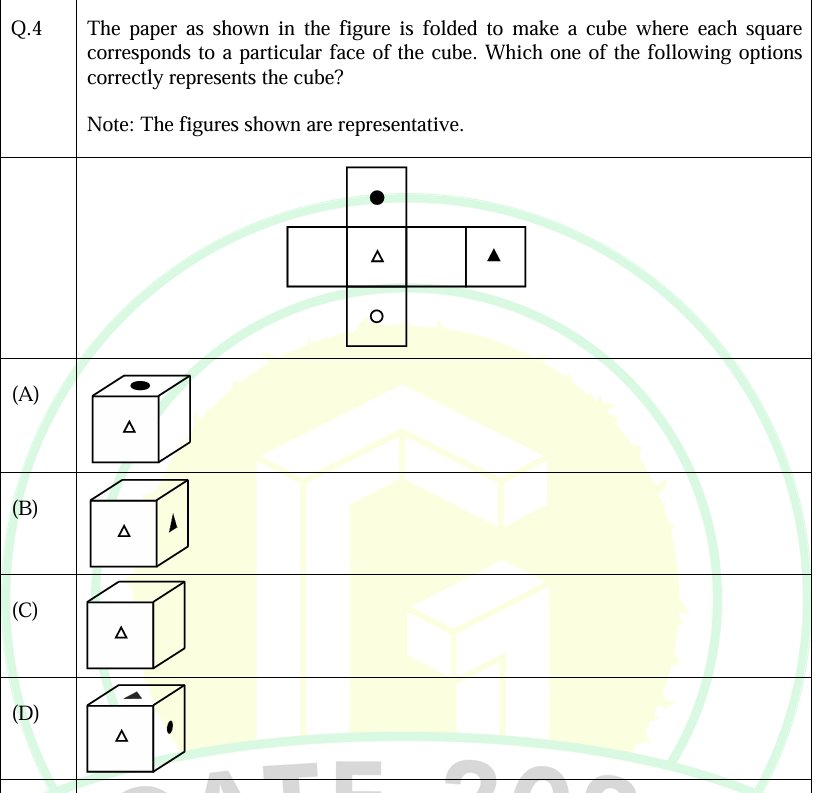 Q.4
The paper as shown in the figure is folded to make a cube where each square
corresponds to a particular face of the cube. Which one of the following options
correctly represents the cube?
Note: The figures shown are representative.
(A)
(B)
(C)
(D)